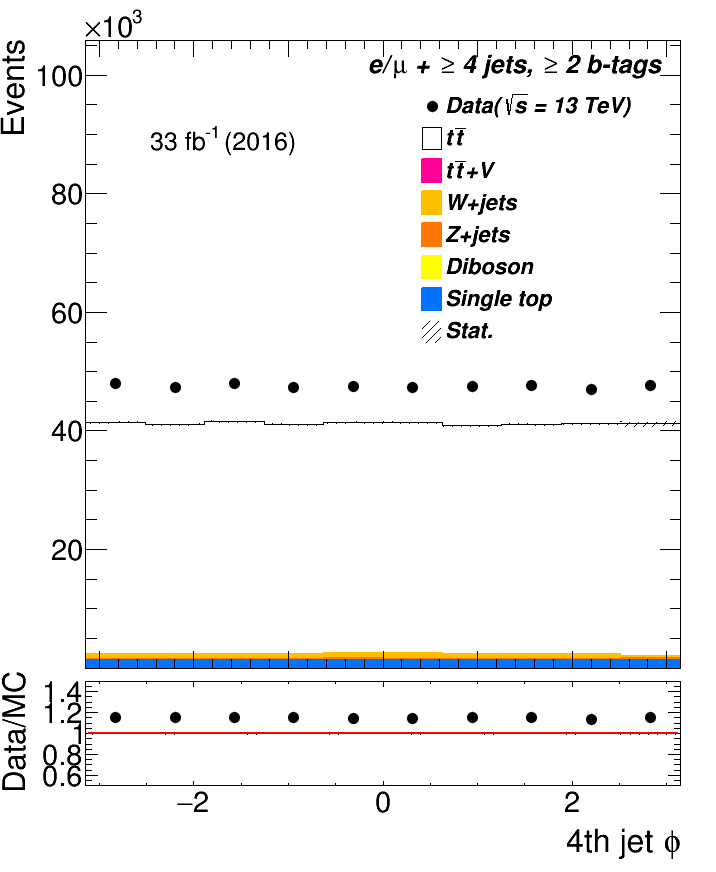 ×10³
Events
100
80
60
40
20
e/μ + ≥ 4 jets, ≥ 2 b-tags
33 fb⁻¹ (2016)
Data(√s = 13 TeV)
tt̅
tt̅+V
W+jets
Z+jets
Diboson
Single top
Stat.
Data/MC
1.4
1.2
1
0.8
0.6
−2 0 2
4th jet ϕ